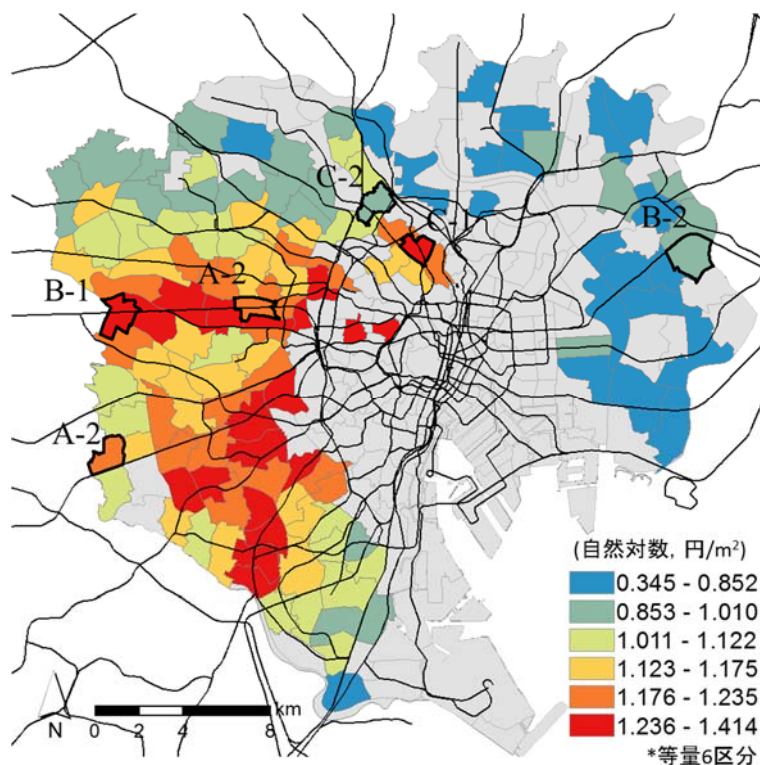 C-2
C-1
B-2
A-2
B-1
A-2
(自然対数, 円/m²)
0.345 - 0.852
0.853 - 1.010
1.011 - 1.122
1.123 - 1.175
1.176 - 1.235
1.236 - 1.414
*等量6区分
km
N
0 2 4 8